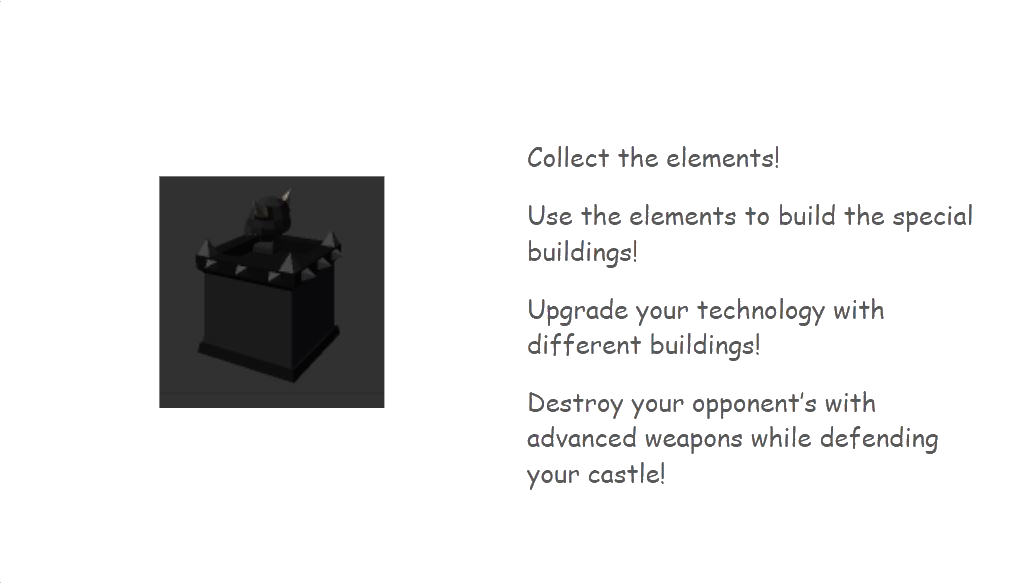 Collect the elements!
Use the elements to build the special
buildings!
Upgrade your technology with
different buildings!
Destroy your opponent’s with
advanced weapons while defending
your castle!